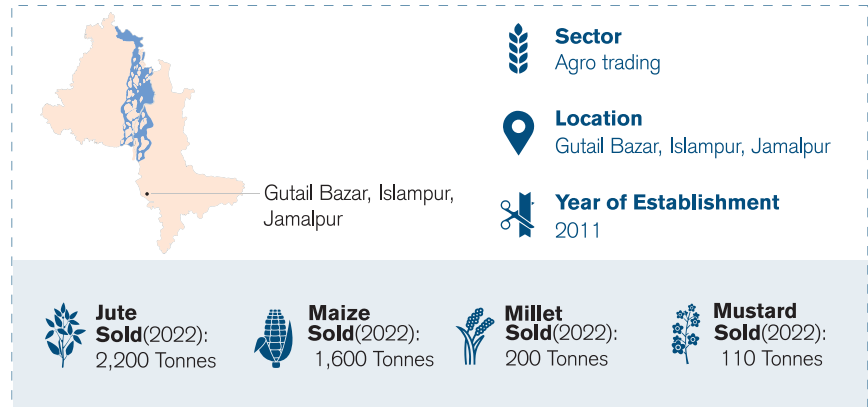 Gutail Bazar, Islampur,
Jamalpur
Sector
Agro trading
Location
Gutail Bazar, Islampur, Jamalpur
Year of Establishment
2011
Jute
Sold(2022):
2,200 Tonnes
Maize
Sold(2022):
1,600 Tonnes
Millet
Sold(2022):
200 Tonnes
Mustard
Sold(2022):
110 Tonnes